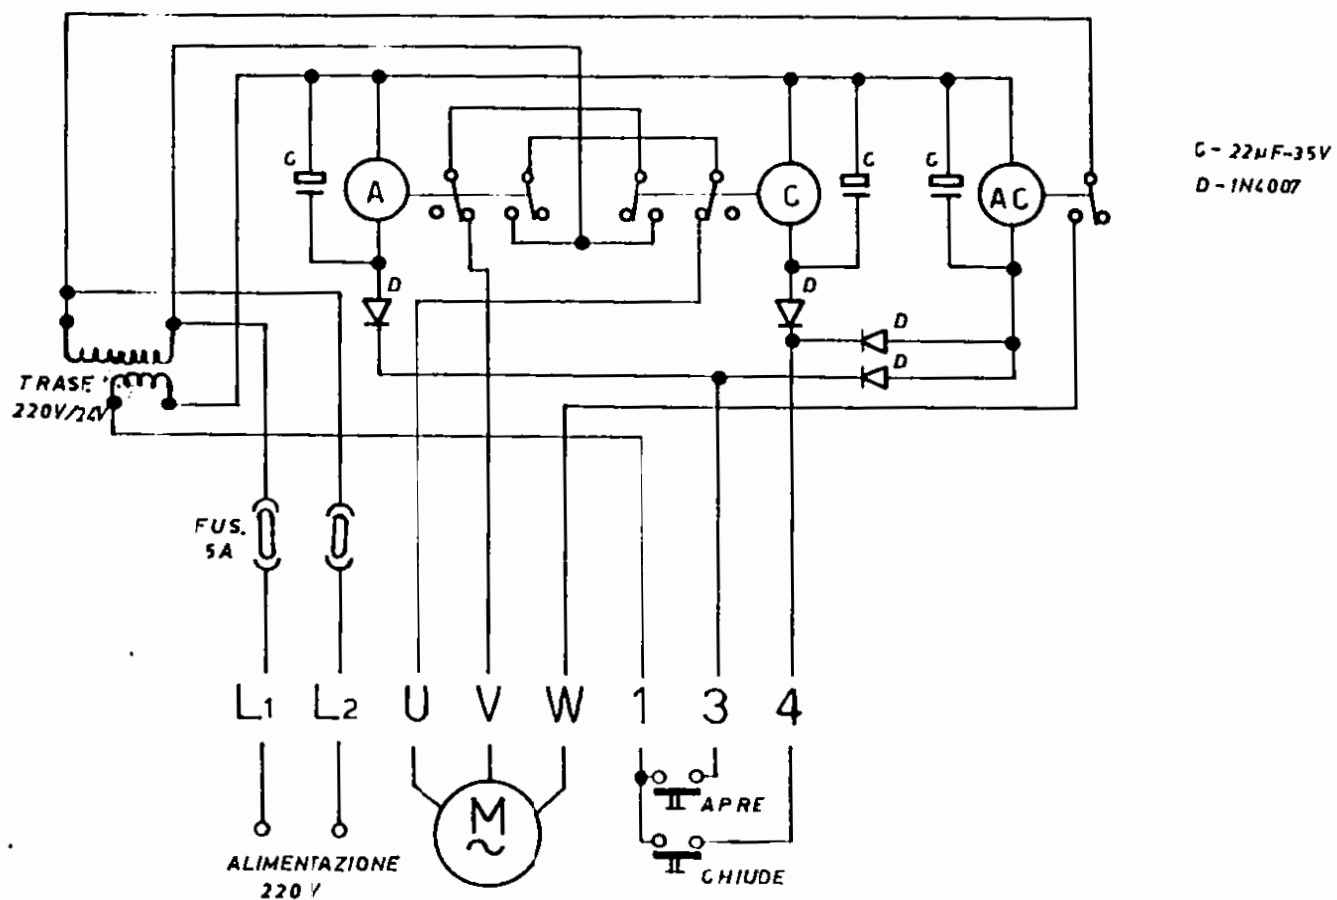 C - 22µF-35V
D - 1N4007
C
A
C
C
C
AC
D
D
D
D
TRASF.
220V/24V
FUS.
5A
L1 L2 U V W 1 3 4
M
~
APRE
CHIUDE
ALIMENTAZIONE
220 V